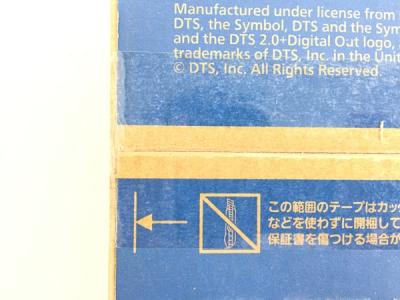 Manufactured under license from
DTS, the Symbol, DTS and the
and the DTS 2.0+Digital Out logo,
trademarks of DTS, Inc. in the
© DTS, Inc. All Rights Reserved.
この範囲のテープはカッ
などを使わずに開梱して
保証書を傷つける場合が